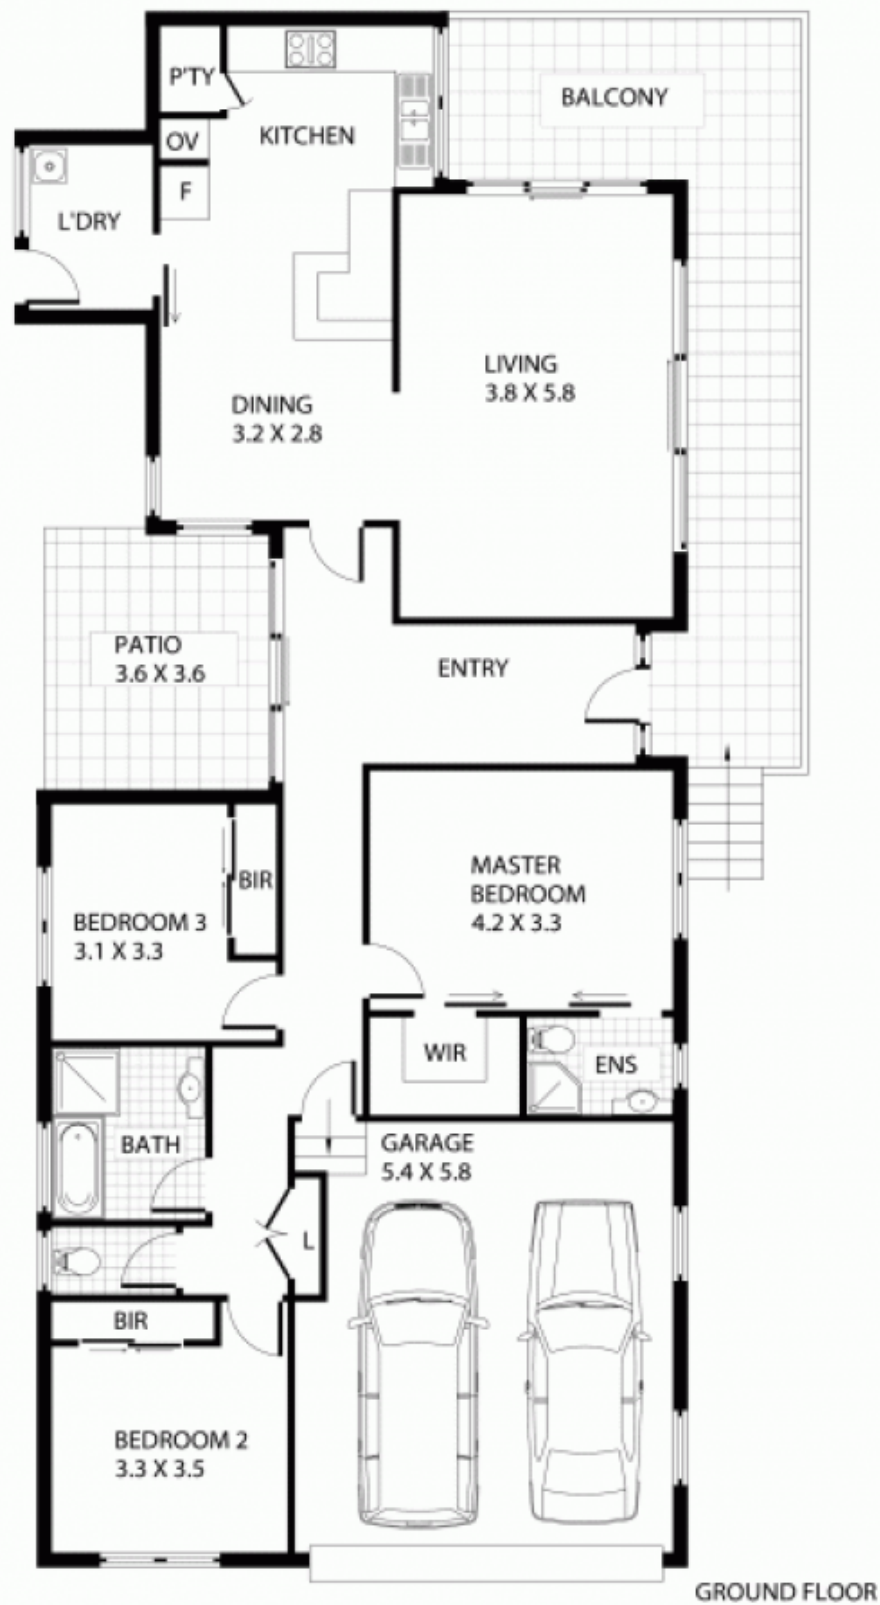 P'TY
BALCONY
KITCHEN
OV
F
L'DRY
LIVING
3.8 X 5.8
DINING
3.2 X 2.8
PATIO
3.6 X 3.6
ENTRY
MASTER
BEDROOM
4.2 X 3.3
BIR
BEDROOM 3
3.1 X 3.3
WIR
ENS
BATH
GARAGE
5.4 X 5.8
L
BIR
BEDROOM 2
3.3 X 3.5
GROUND FLOOR